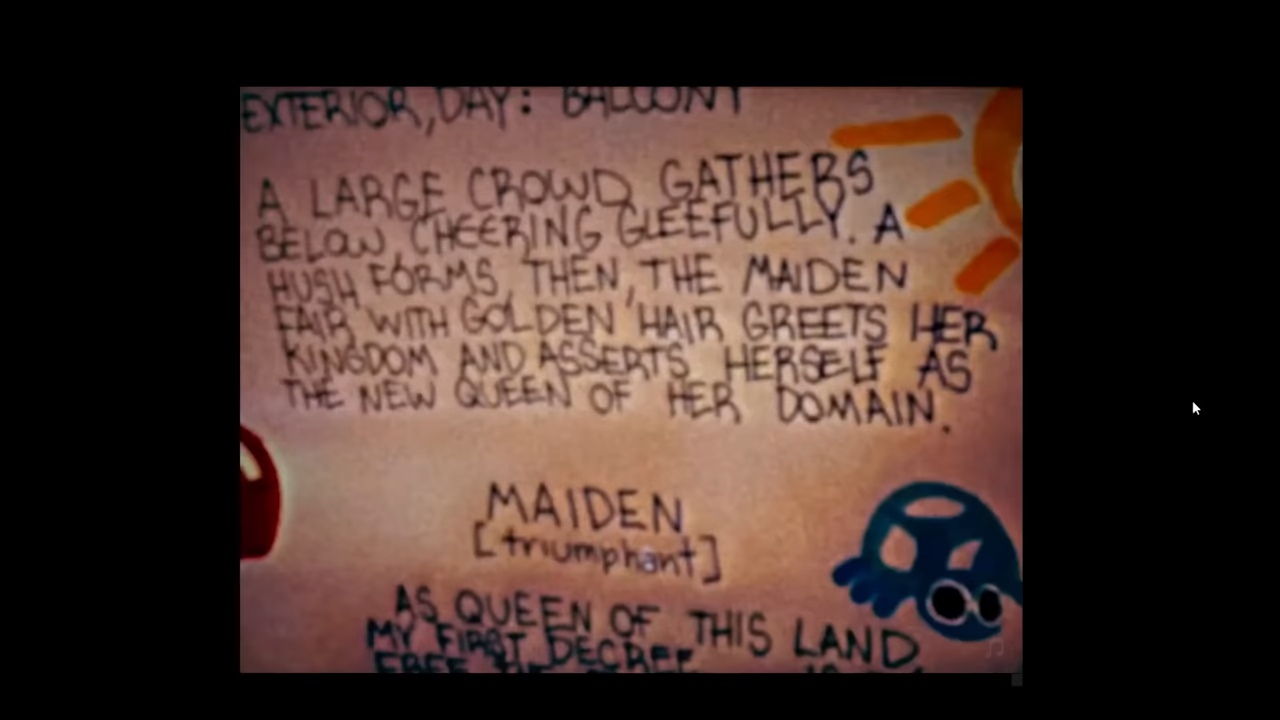 EXTERIOR, DAY: BALCONY
A LARGE CROWD GATHERS
BELOW, CHEERING GLEEFULLY. A
HUSH FORMS, THEN, THE MAIDEN
FAIR WITH GOLDEN HAIR GREETS HER
KINGDOM AND ASSERTS HERSELF AS
THE NEW QUEEN OF HER DOMAIN.
MAIDEN
[triumphant]
AS QUEEN OF THIS LAND
MY FIRST DECREE
FREE THE